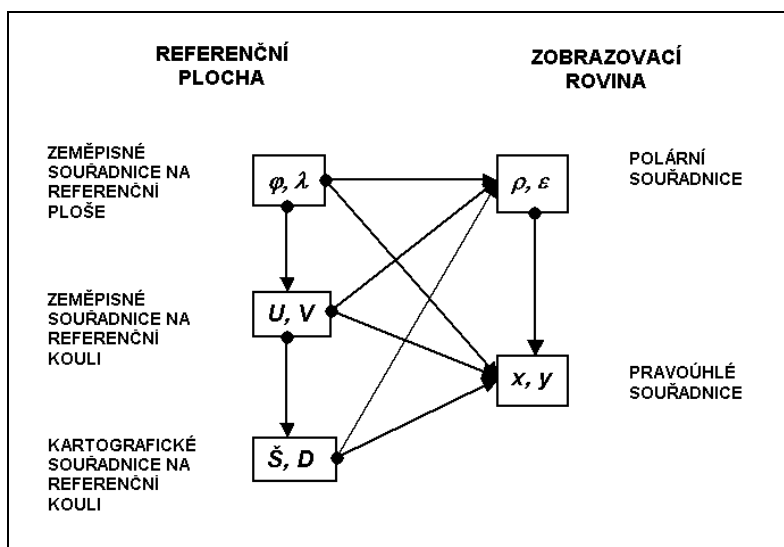 REFERENČNÍ
PLOCHA
ZOBRAZOVACÍ
ROVINA
ZEMĚPISNÉ
SOUŘADNICE NA
REFERENČNÍ
PLOŠE
φ, λ
ρ, ε
POLÁRNÍ
SOUŘADNICE
ZEMĚPISNÉ
SOUŘADNICE NA
REFERENČNÍ
KOULI
U, V
x, y
PRAVOÚHLÉ
SOUŘADNICE
KARTOGRAFICKÉ
SOUŘADNICE NA
REFERENČNÍ
KOULI
Š, D